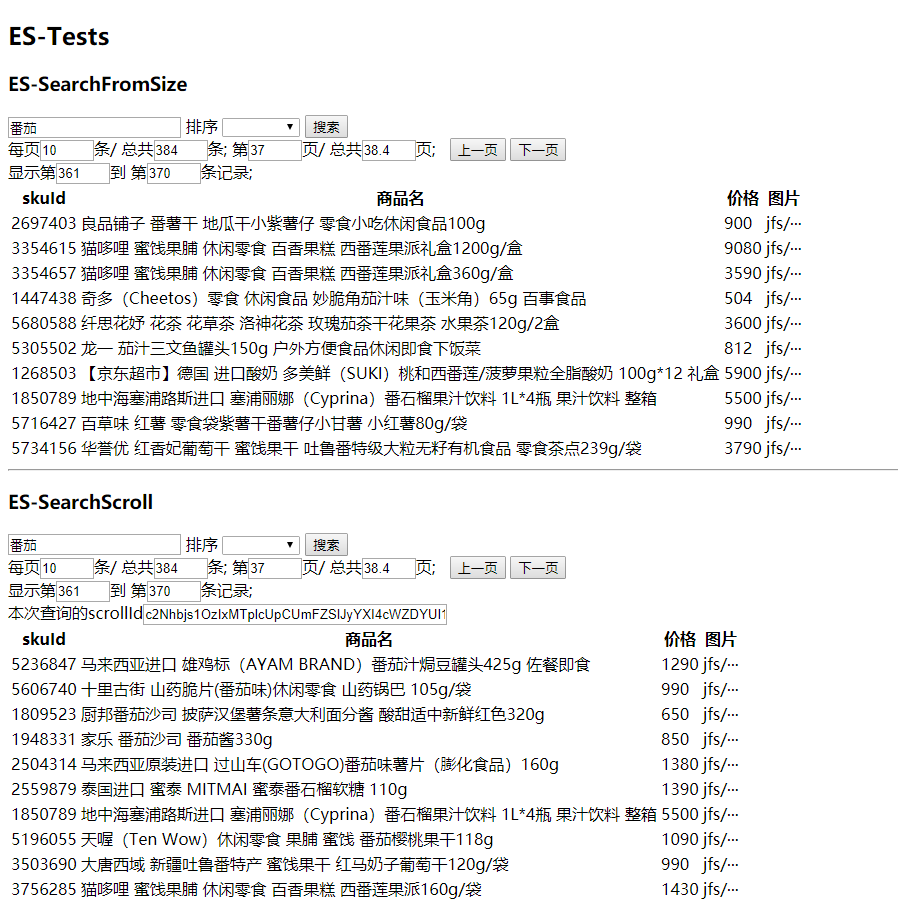 ES-Tests
ES-SearchFromSize
番茄 排序 搜索
每页10条/ 总共384条; 第37页/ 总共38.4页; 上一页 下一页
显示第361到 第370条记录;
skuId 商品名 价格 图片
2697403 良品铺子 番薯干 地瓜干小紫薯仔 零食小吃休闲食品100g 900 jfs/···
3354615 猫哆哩 蜜饯果脯 休闲零食 百香果糕 西番莲果派礼盒1200g/盒 9080 jfs/···
3354657 猫哆哩 蜜饯果脯 休闲零食 百香果糕 西番莲果派礼盒360g/盒 3590 jfs/···
1447438 奇多（Cheetos）零食 休闲食品 妙脆角茄汁味（玉米角）65g 百事食品 504 jfs/···
5680588 纤思花妤 花茶 花草茶 洛神花茶 玫瑰茄茶干花果茶 水果茶120g/2盒 3600 jfs/···
5305502 龙一 茄汁三文鱼罐头150g 户外方便食品休闲即食下饭菜 812 jfs/···
1268503 【京东超市】德国 进口酸奶 多美鲜（SUKI）桃和西番莲/菠萝果粒全脂酸奶 100g*12 礼盒 5900 jfs/···
1850789 地中海塞浦路斯进口 塞浦丽娜（Cyprina）番石榴果汁饮料 1L*4瓶 果汁饮料 整箱 5500 jfs/···
5716427 百草味 红薯 零食袋紫薯干番薯仔小甘薯 小红薯80g/袋 990 jfs/···
5734156 华誉优 红香妃葡萄干 蜜饯果干 吐鲁番特级大粒无籽有机食品 零食茶点239g/袋 3790 jfs/···
ES-SearchScroll
番茄 排序 搜索
每页10条/ 总共384条; 第37页/ 总共38.4页; 上一页 下一页
显示第361到 第370条记录;
本次查询的scrollId
skuId 商品名 价格 图片
5236847 马来西亚进口 雄鸡标（AYAM BRAND）番茄汁焗豆罐头425g 佐餐即食 1290 jfs/···
5606740 十里古街 山药脆片(番茄味)休闲零食 山药锅巴 105g/袋 990 jfs/···
1809523 厨邦番茄沙司 披萨汉堡薯条意大利面分酱 酸甜适中新鲜红色320g 650 jfs/···
1948331 家乐 番茄沙司 番茄酱330g 850 jfs/···
2504314 马来西亚原装进口 过山车(GOTOGO)番茄味薯片（膨化食品）160g 1380 jfs/···
2559879 泰国进口 蜜泰 MITMAI 蜜泰番石榴软糖 110g 1390 jfs/···
1850789 地中海塞浦路斯进口 塞浦丽娜（Cyprina）番石榴果汁饮料 1L*4瓶 果汁饮料 整箱 5500 jfs/···
5196055 天喔（Ten Wow）休闲零食 果脯 蜜饯 番茄樱桃果干118g 1090 jfs/···
3503690 大唐西域 新疆吐鲁番特产 蜜饯果干 红马奶子葡萄干120g/袋 990 jfs/···
3756285 猫哆哩 蜜饯果脯 休闲零食 百香果糕 西番莲果派160g/袋 1430 jfs/···